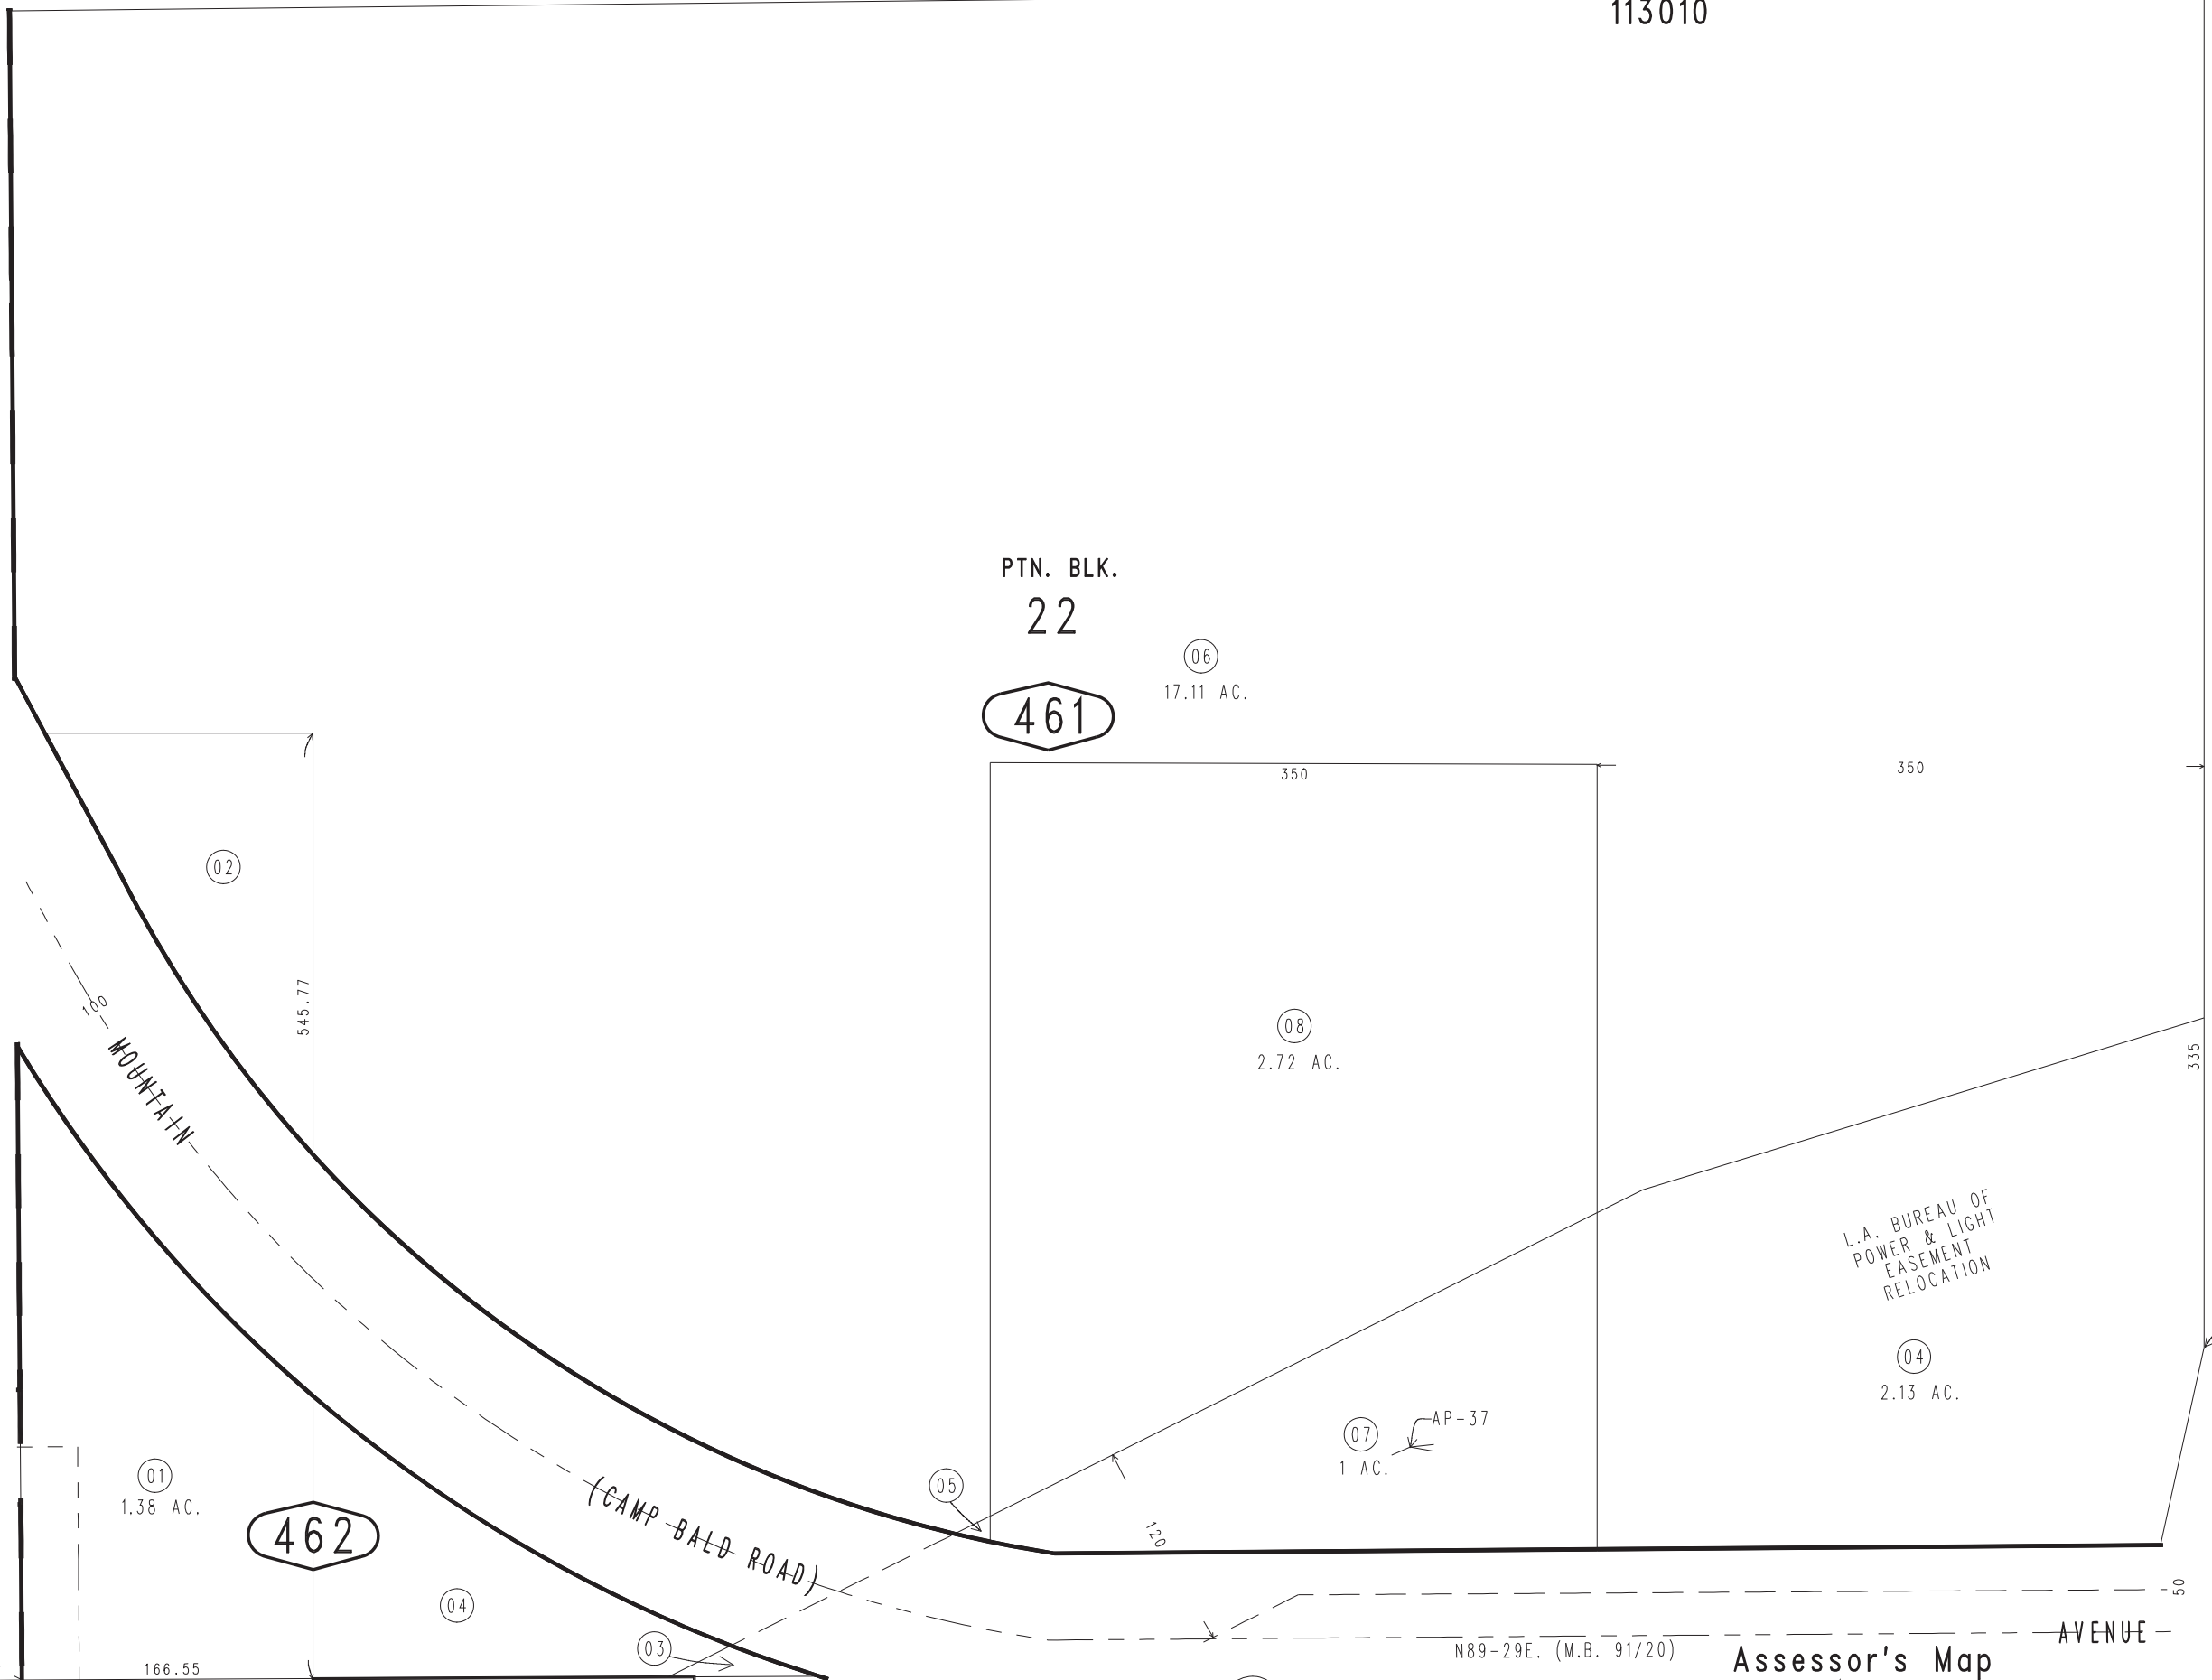 113010
PTN. BLK.
22
06
17.11 AC.
461
350
350
02
545.77
08
2.72 AC.
335
100
MOUNTAIN
L.A. BUREAU OF
POWER & LIGHT
EASEMENT
RELOCATION
04
2.13 AC.
AP-37
07
1 AC.
05
01
1.38 AC.
462
(CAMP BALD ROAD)
120
04
50
03
AVENUE
N89-29E. (M.B. 91/20)
Assessor's Map
166.55